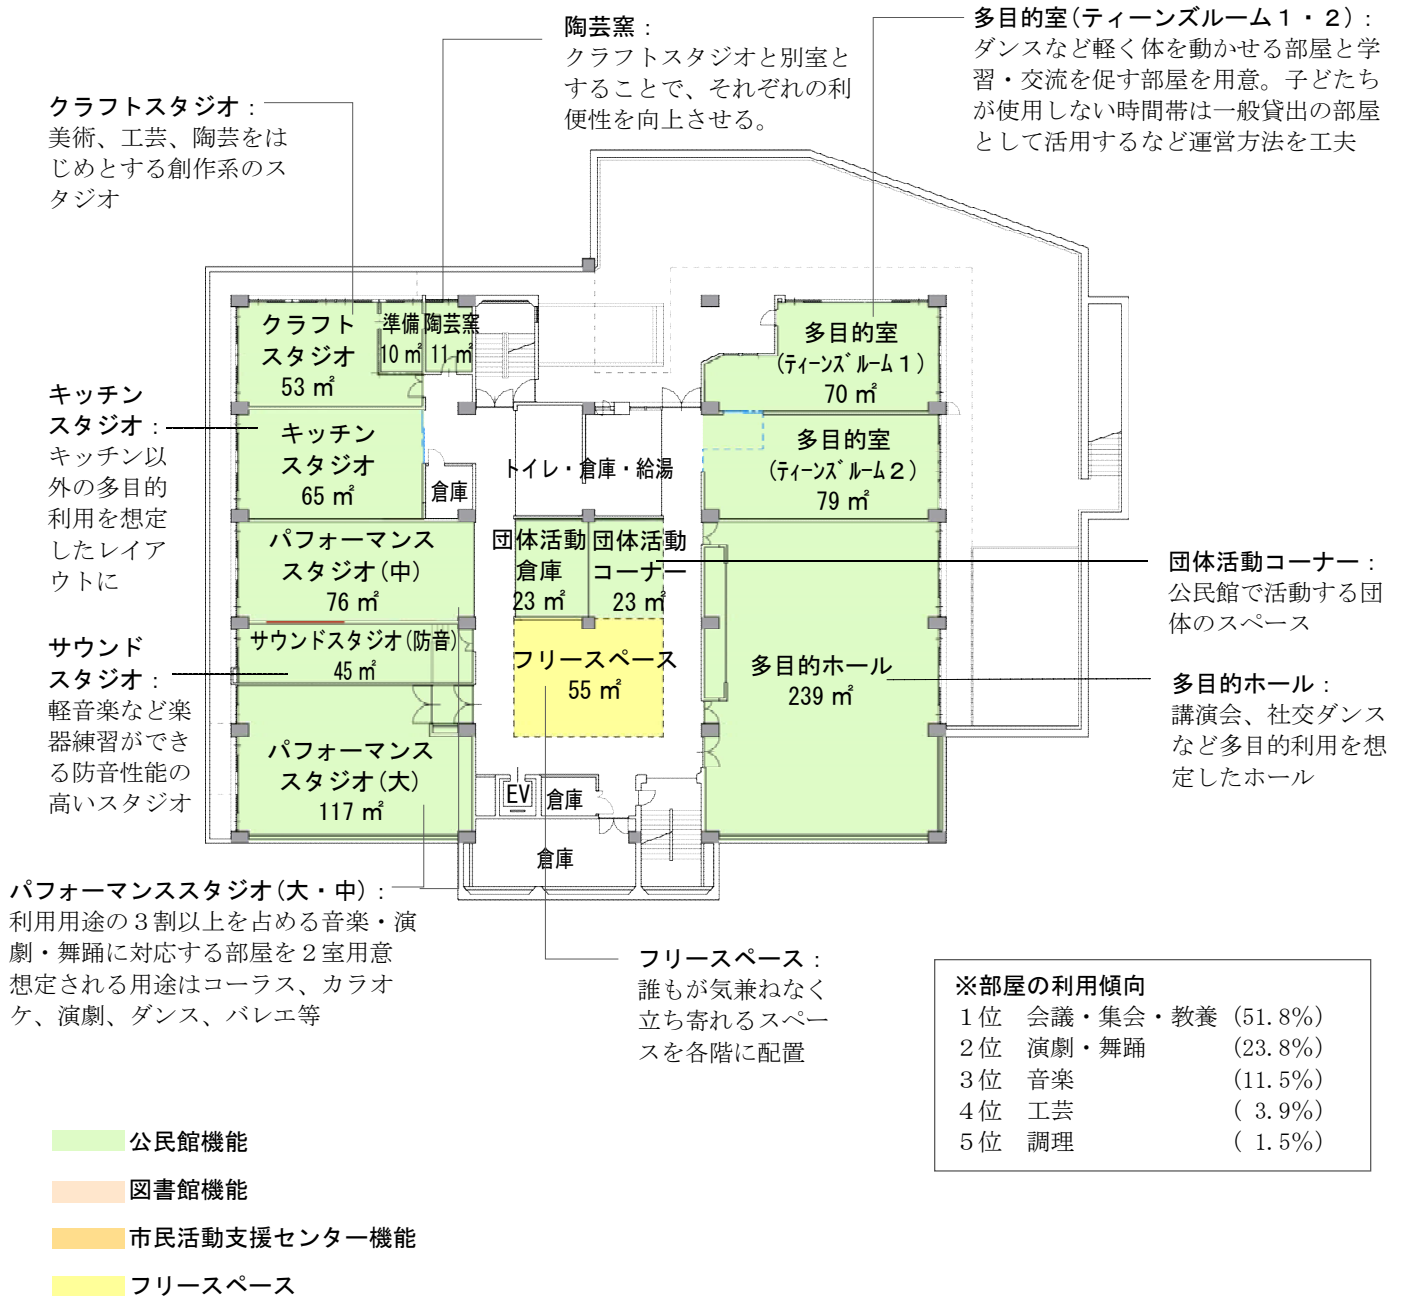 陶芸窯：
クラフトスタジオと別室と
することで、それぞれの利
便性を向上させる。
多目的室(ティーンズルーム１・２)：
ダンスなど軽く体を動かせる部屋と学
習・交流を促す部屋を用意。子どたち
が使用しない時間帯は一般貸出の部屋
として活用するなど運営方法を工夫
クラフトスタジオ：
美術、工芸、陶芸をは
じめとする創作系のス
タジオ
キッチン
スタジオ：
キッチン以
外の多目的
利用を想定
したレイア
ウトに
サウンド
スタジオ：
軽音楽など楽
器練習ができ
る防音性能の
高いスタジオ
クラフト
スタジオ
53 ㎡
準備
10 ㎡
陶芸窯
11 ㎡
キッチン
スタジオ
65 ㎡
倉庫
トイレ・倉庫・給湯
多目的室
(ﾃｨｰﾝｽﾞﾙｰﾑ１)
70 ㎡
多目的室
(ﾃｨｰﾝｽﾞﾙｰﾑ２)
79 ㎡
パフォーマンス
スタジオ(中)
76 ㎡
団体活動
倉庫
23 ㎡
団体活動
コーナー
23 ㎡
サウンドスタジオ(防音)
45 ㎡
フリースペース
55 ㎡
多目的ホール
239 ㎡
パフォーマンス
スタジオ(大)
117 ㎡
EV
倉庫
倉庫
団体活動コーナー：
公民館で活動する団
体のスペース
多目的ホール：
講演会、社交ダンス
など多目的利用を想
定したホール
パフォーマンススタジオ(大・中)：
利用用途の３割以上を占める音楽・演
劇・舞踊に対応する部屋を２室用意
想定される用途はコーラス、カラオ
ケ、演劇、ダンス、バレエ等
フリースペース：
誰もが気兼ねなく
立ち寄れるスペー
スを各階に配置
※部屋の利用傾向
１位　会議・集会・教養 (51.8%)
２位　演劇・舞踊 (23.8%)
３位　音楽 (11.5%)
４位　工芸 ( 3.9%)
５位　調理 ( 1.5%)
公民館機能
図書館機能
市民活動支援センター機能
フリースペース